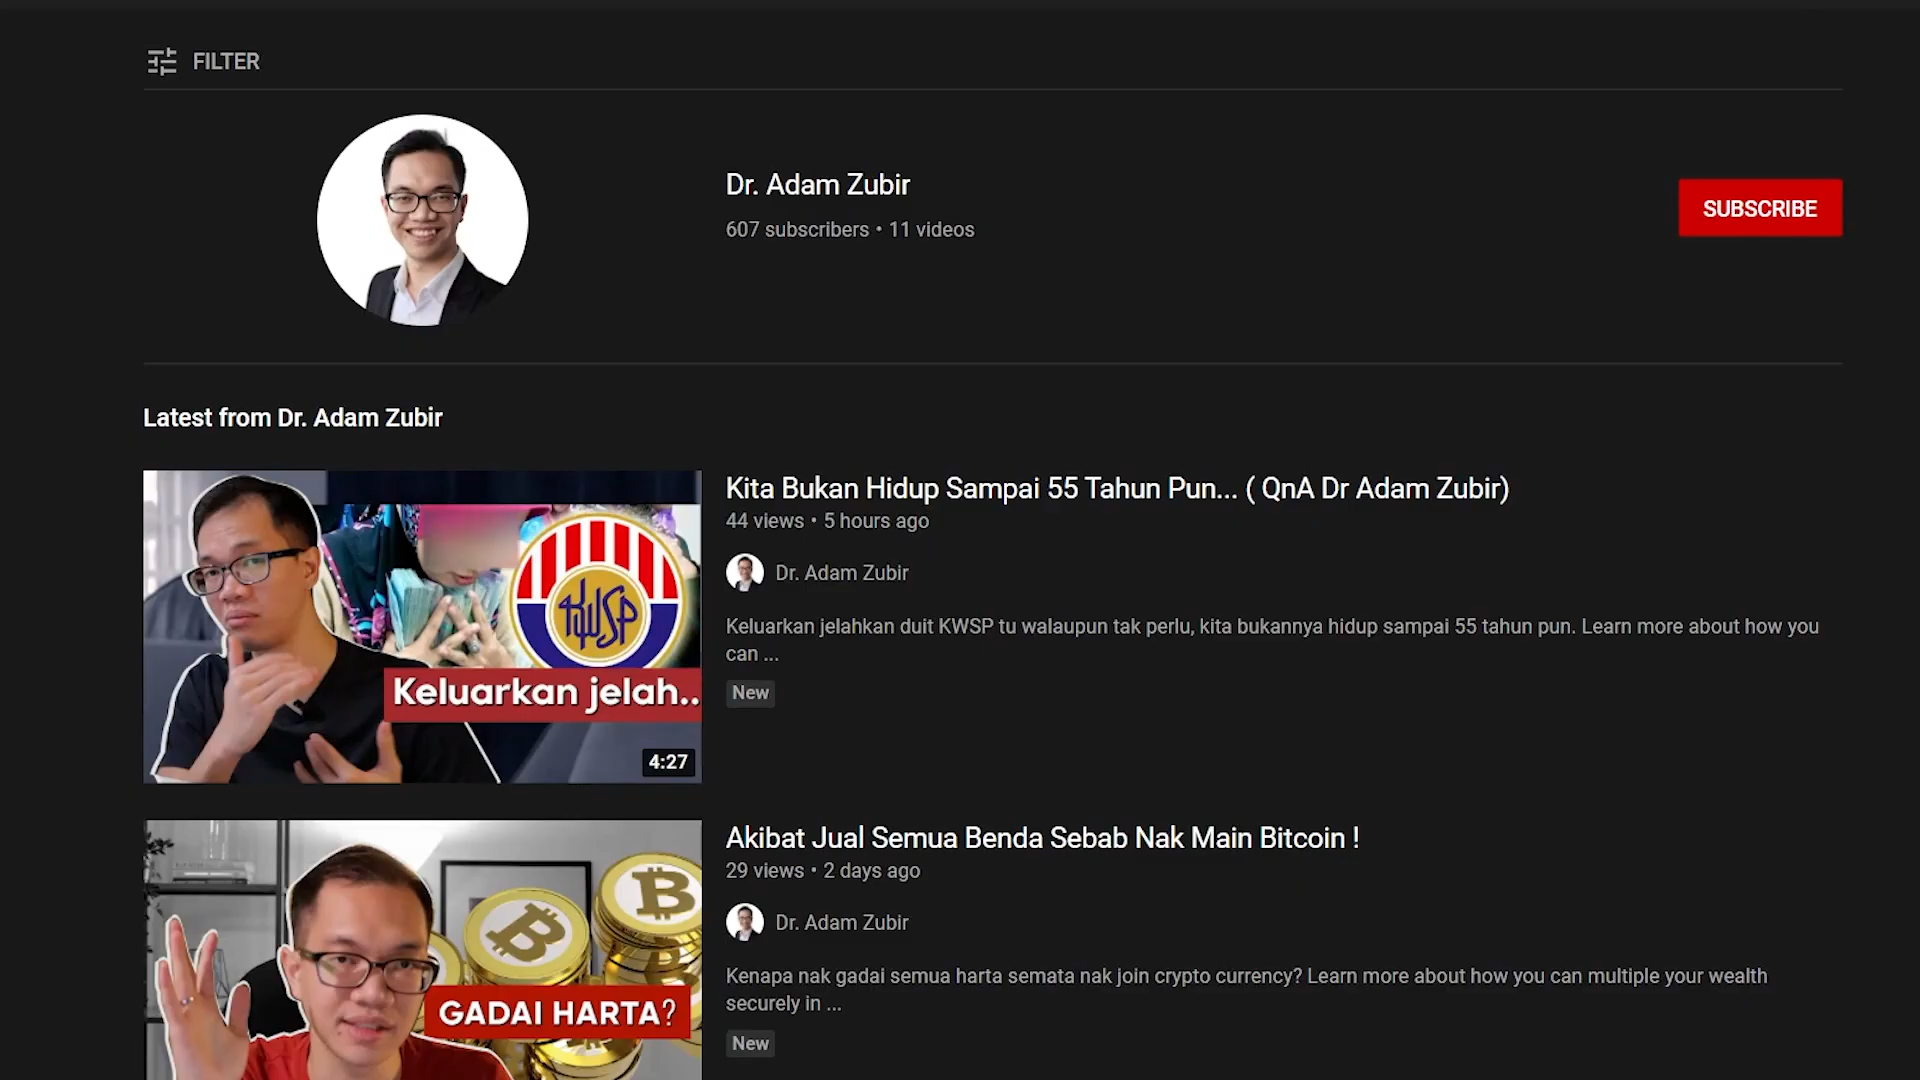 FILTER
Dr. Adam Zubir
607 subscribers • 11 videos
SUBSCRIBE
Latest from Dr. Adam Zubir
KWSP
Keluarkan jelah..
4:27
Kita Bukan Hidup Sampai 55 Tahun Pun... ( QnA Dr Adam Zubir)
44 views • 5 hours ago
Dr. Adam Zubir
Keluarkan jelahkan duit KWSP tu walaupun tak perlu, kita bukannya hidup sampai 55 tahun pun. Learn more about how you
can ...
New
GADAI HARTA?
Akibat Jual Semua Benda Sebab Nak Main Bitcoin !
29 views • 2 days ago
Dr. Adam Zubir
Kenapa nak gadai semua harta semata nak join crypto currency? Learn more about how you can multiple your wealth
securely in ...
New